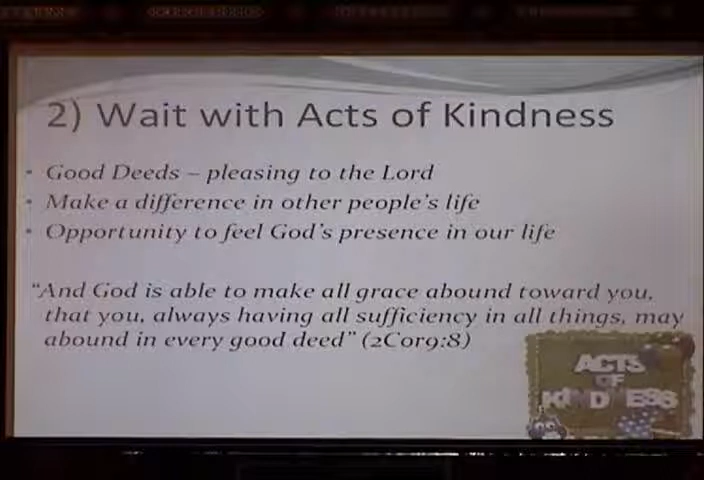 2) Wait with Acts of Kindness
• Good Deeds – pleasing to the Lord
• Make a difference in other people's life
• Opportunity to feel God's presence in our life
“And God is able to make all grace abound toward you,
that you, always having all sufficiency in all things, may
abound in every good deed” (2Cor9:8)
ACTS
OF
KINDNESS